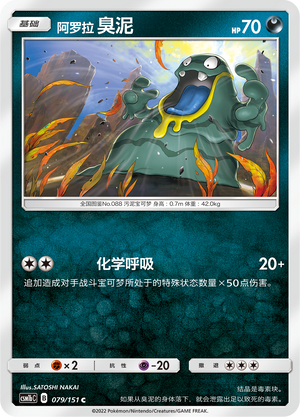 基础 阿罗拉 臭泥 HP70
全国图鉴No.088 污泥宝可梦 身高：0.7m 体重：42.0kg
化学呼吸 20+
追加造成对手战斗宝可梦所处于的特殊状态数量×50点伤害。
弱点 ×2 抗性 -20 撤退
Illus.SATOSHI NAKAI
csm1bC D 079/151 C
剧毒素来。
如果从臭泥的身体落下，就会泄露出足以致死的毒素。
©2022 Pokémon/Nintendo/Creatures/GAME FREAK.